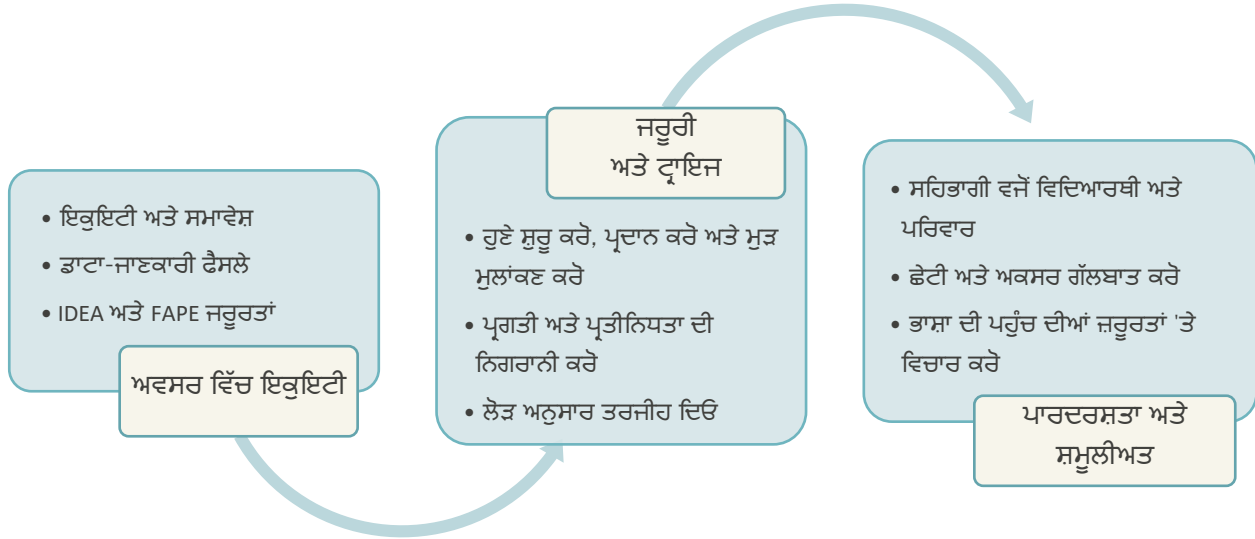 • ਇਕੁਇਟੀ ਅਤੇ ਸਮਾਵੇਸ਼
• ਡਾਟਾ-ਜਾਣਕਾਰੀ ਫੈਸਲੇ
• IDEA ਅਤੇ FAPE ਜਰੂਰਤਾਂ
ਅਵਸਰ ਵਿੱਚ ਇਕੁਇਟੀ
ਜਰੂਰੀ
ਅਤੇ ਟ੍ਰਾਇਜ
• ਹੁਣੇ ਸ਼ੁਰੂ ਕਰੋ, ਪ੍ਰਦਾਨ ਕਰੋ ਅਤੇ ਮੁੜ
ਮੁਲਾਂਕਣ ਕਰੋ
• ਪ੍ਰਗਤੀ ਅਤੇ ਪ੍ਰਤੀਨਿਧਤਾ ਦੀ
ਨਿਗਰਾਨੀ ਕਰੋ
• ਲੋੜ ਅਨੁਸਾਰ ਤਰਜੀਹ ਦਿਓ
• ਸਹਿਭਾਗੀ ਵਜੋਂ ਵਿਦਿਆਰਥੀ ਅਤੇ
ਪਰਿਵਾਰ
• ਛੇਟੀ ਅਤੇ ਅਕਸਰ ਗੱਲਬਾਤ ਕਰੋ
• ਭਾਸ਼ਾ ਦੀ ਪਹੁੰਚ ਦੀਆਂ ਜ਼ਰੂਰਤਾਂ 'ਤੇ
ਵਿਚਾਰ ਕਰੋ
ਪਾਰਦਰਸ਼ਤਾ ਅਤੇ
ਸ਼ਮੂਲੀਅਤ